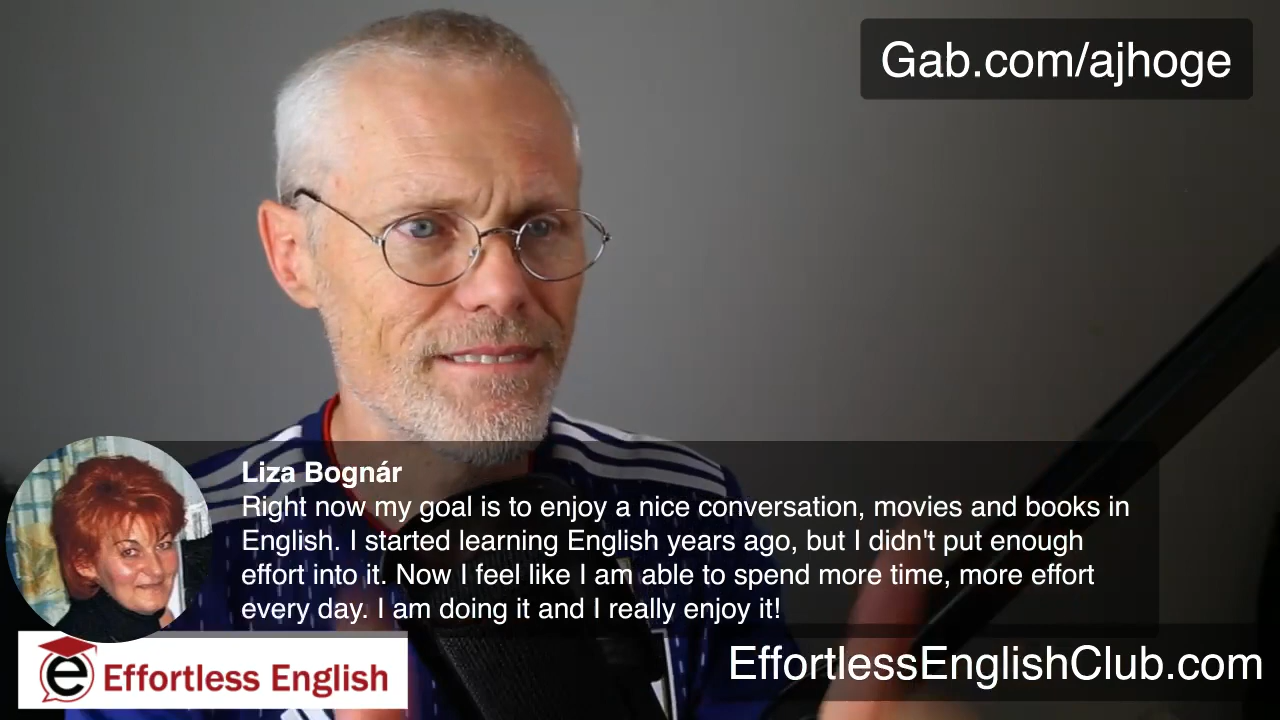 Gab.com/ajhoge
Liza Bognár
Right now my goal is to enjoy a nice conversation, movies and books in
English. I started learning English years ago, but I didn't put enough
effort into it. Now I feel like I am able to spend more time, more effort
every day. I am doing it and I really enjoy it!
e Effortless English
EffortlessEnglishClub.com